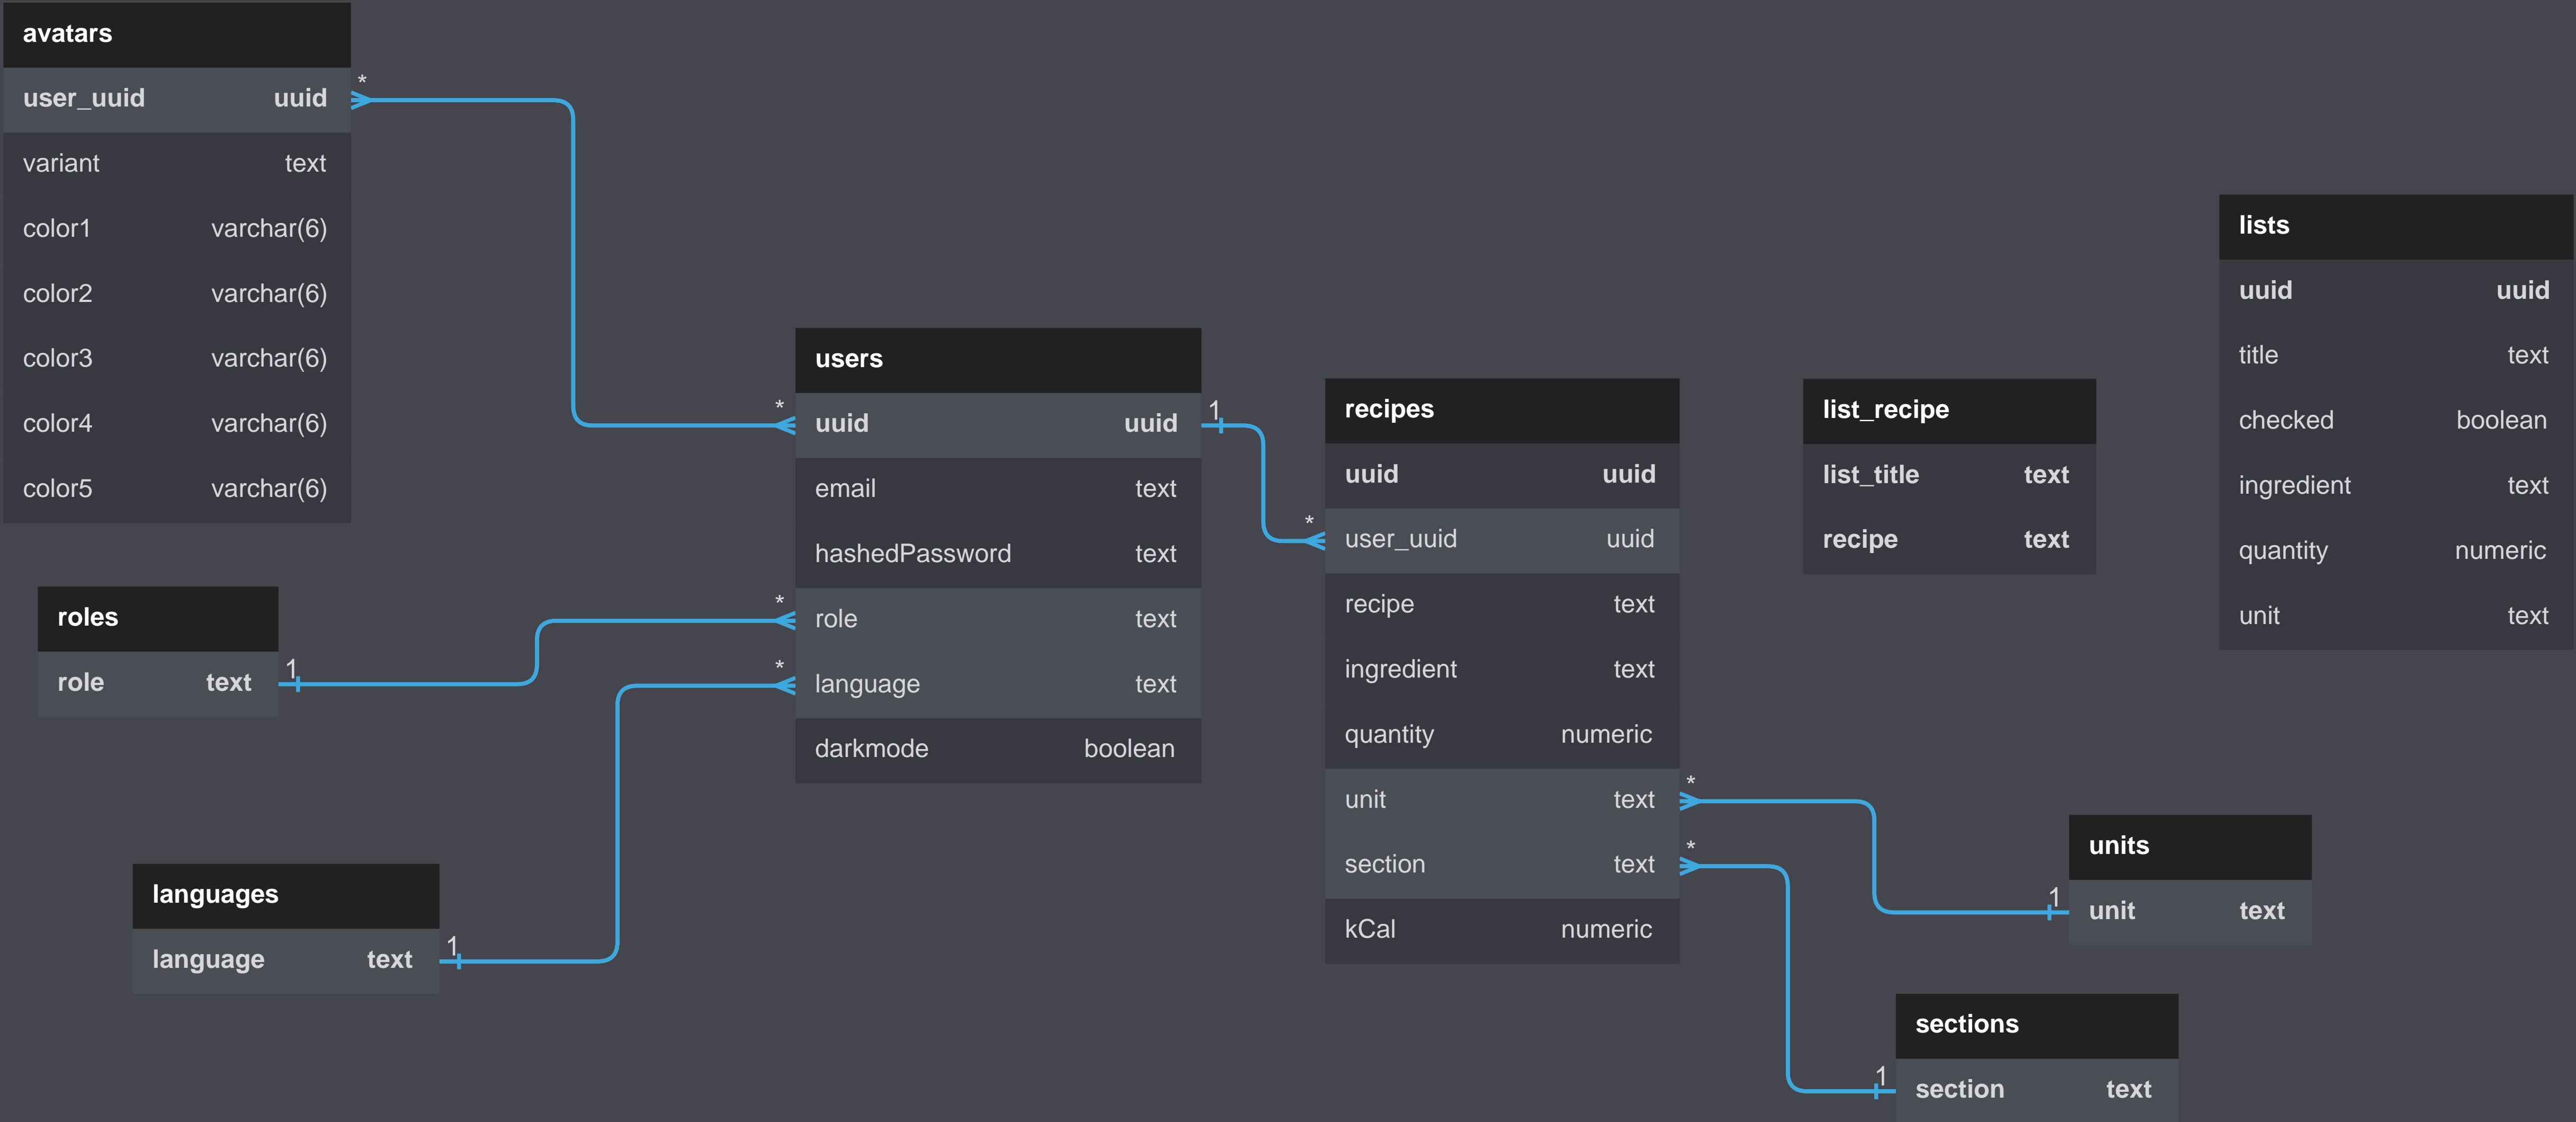 avatars
user_uuid uuid
variant text
color1 varchar(6)
color2 varchar(6)
color3 varchar(6)
color4 varchar(6)
color5 varchar(6)
*
roles
role text
1
languages
language text
1
users
* uuid uuid 1
email text
hashedPassword text
* role text
* language text
darkmode boolean
recipes
uuid uuid
* user_uuid uuid
recipe text
ingredient text
quantity numeric
unit text *
section text *
kCal numeric
list_recipe
list_title text
recipe text
lists
uuid uuid
title text
checked boolean
ingredient text
quantity numeric
unit text
units
1 unit text
sections
1 section text